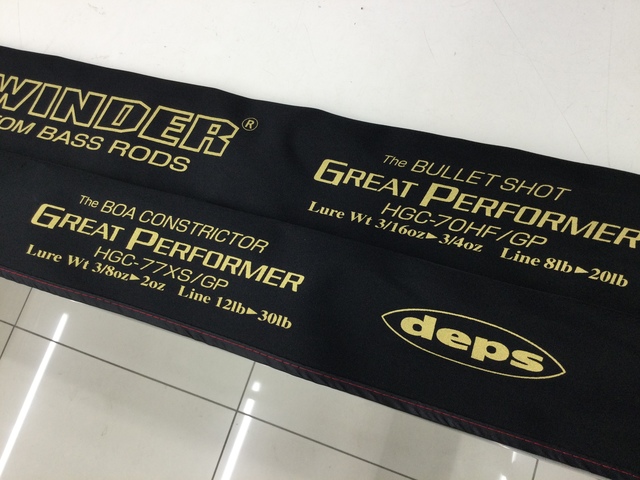 WINDER®
TOM BASS RODS
The BULLET SHOT
GREAT PERFORMER
HGC-70HF/GP
Lure Wt 3/16oz►3/4oz Line 8lb►20lb
The BOA CONSTRICTOR
GREAT PERFORMER
HGC-77XS/GP
Lure Wt 3/8oz►2oz Line 12lb►30lb
deps